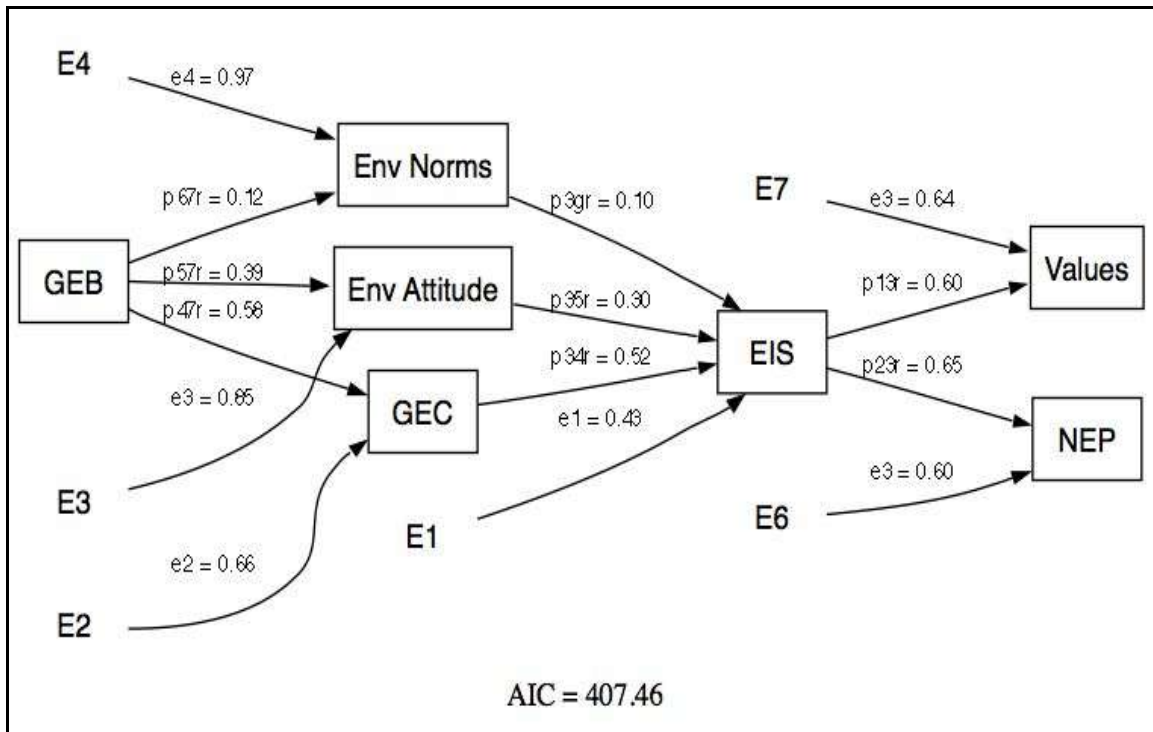 E4
e4 = 0.97
Env Norms
p67r = 0.12
p3gr = 0.10
E7
e3 = 0.64
GEB
p57r = 0.39
Env Attitude
p47r = 0.58
p35r = 0.30
Values
p13r = 0.60
EIS
p34r = 0.52
p23r = 0.65
e3 = 0.85
GEC
e1 = 0.43
NEP
e3 = 0.60
E3
E1
E6
e2 = 0.66
E2
AIC = 407.46